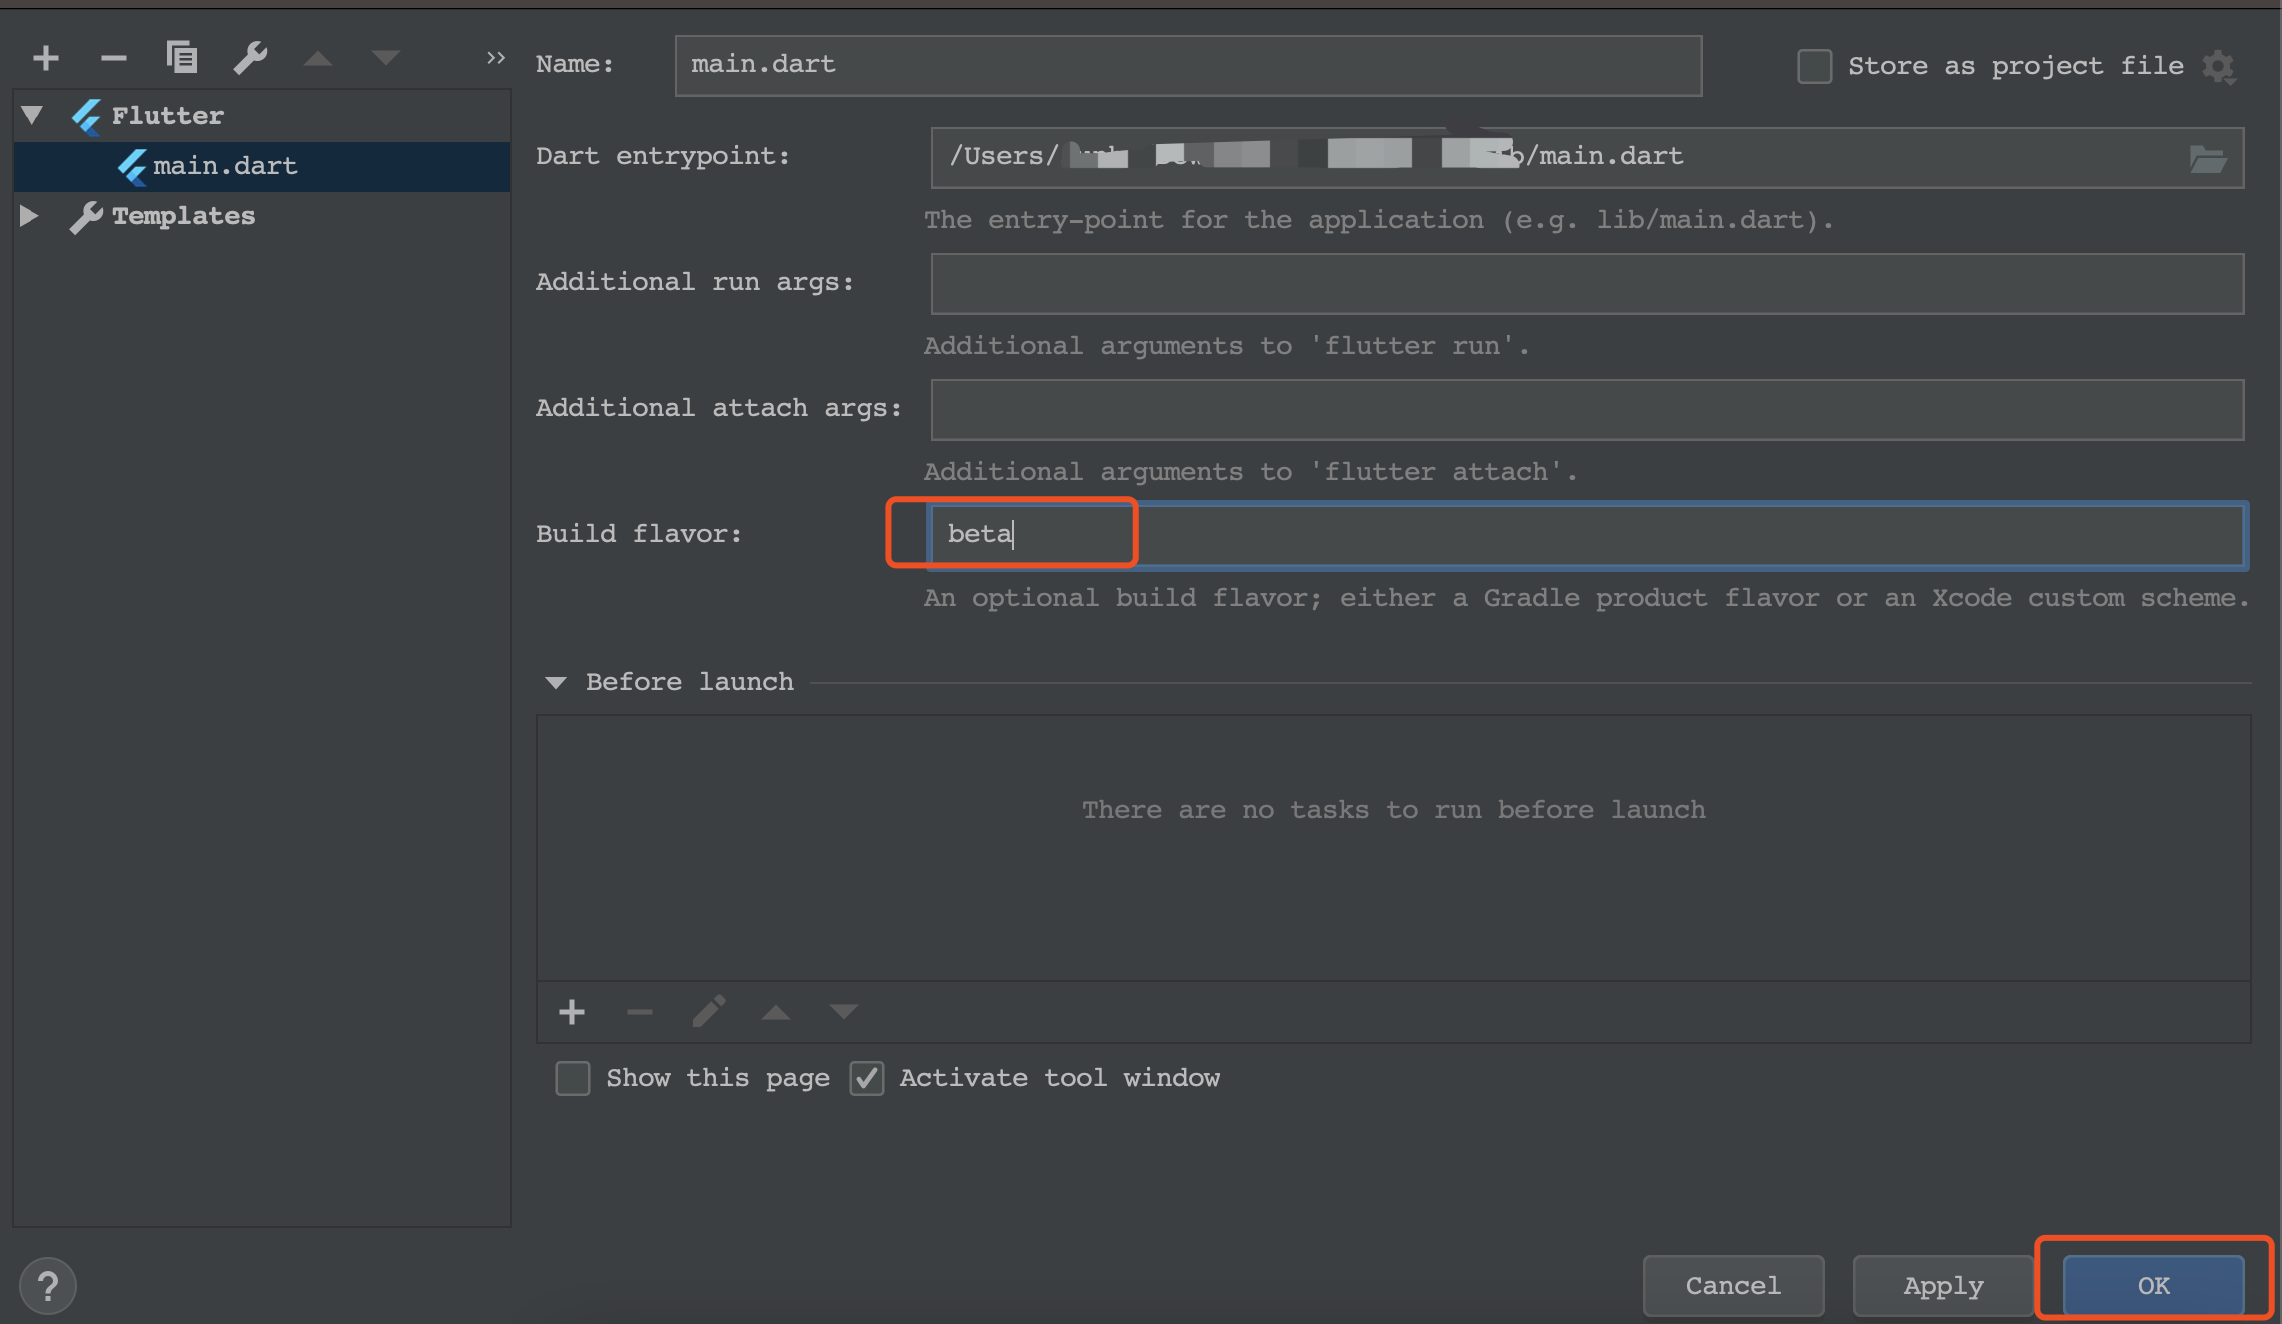 Name: main.dart Store as project file
Flutter
main.dart
Templates
Dart entrypoint: /Users/ b/main.dart
The entry-point for the application (e.g. lib/main.dart).
Additional run args:
Additional arguments to 'flutter run'.
Additional attach args:
Additional arguments to 'flutter attach'.
Build flavor: beta
An optional build flavor; either a Gradle product flavor or an Xcode custom scheme.
Before launch
There are no tasks to run before launch
Show this page Activate tool window
? Cancel Apply OK